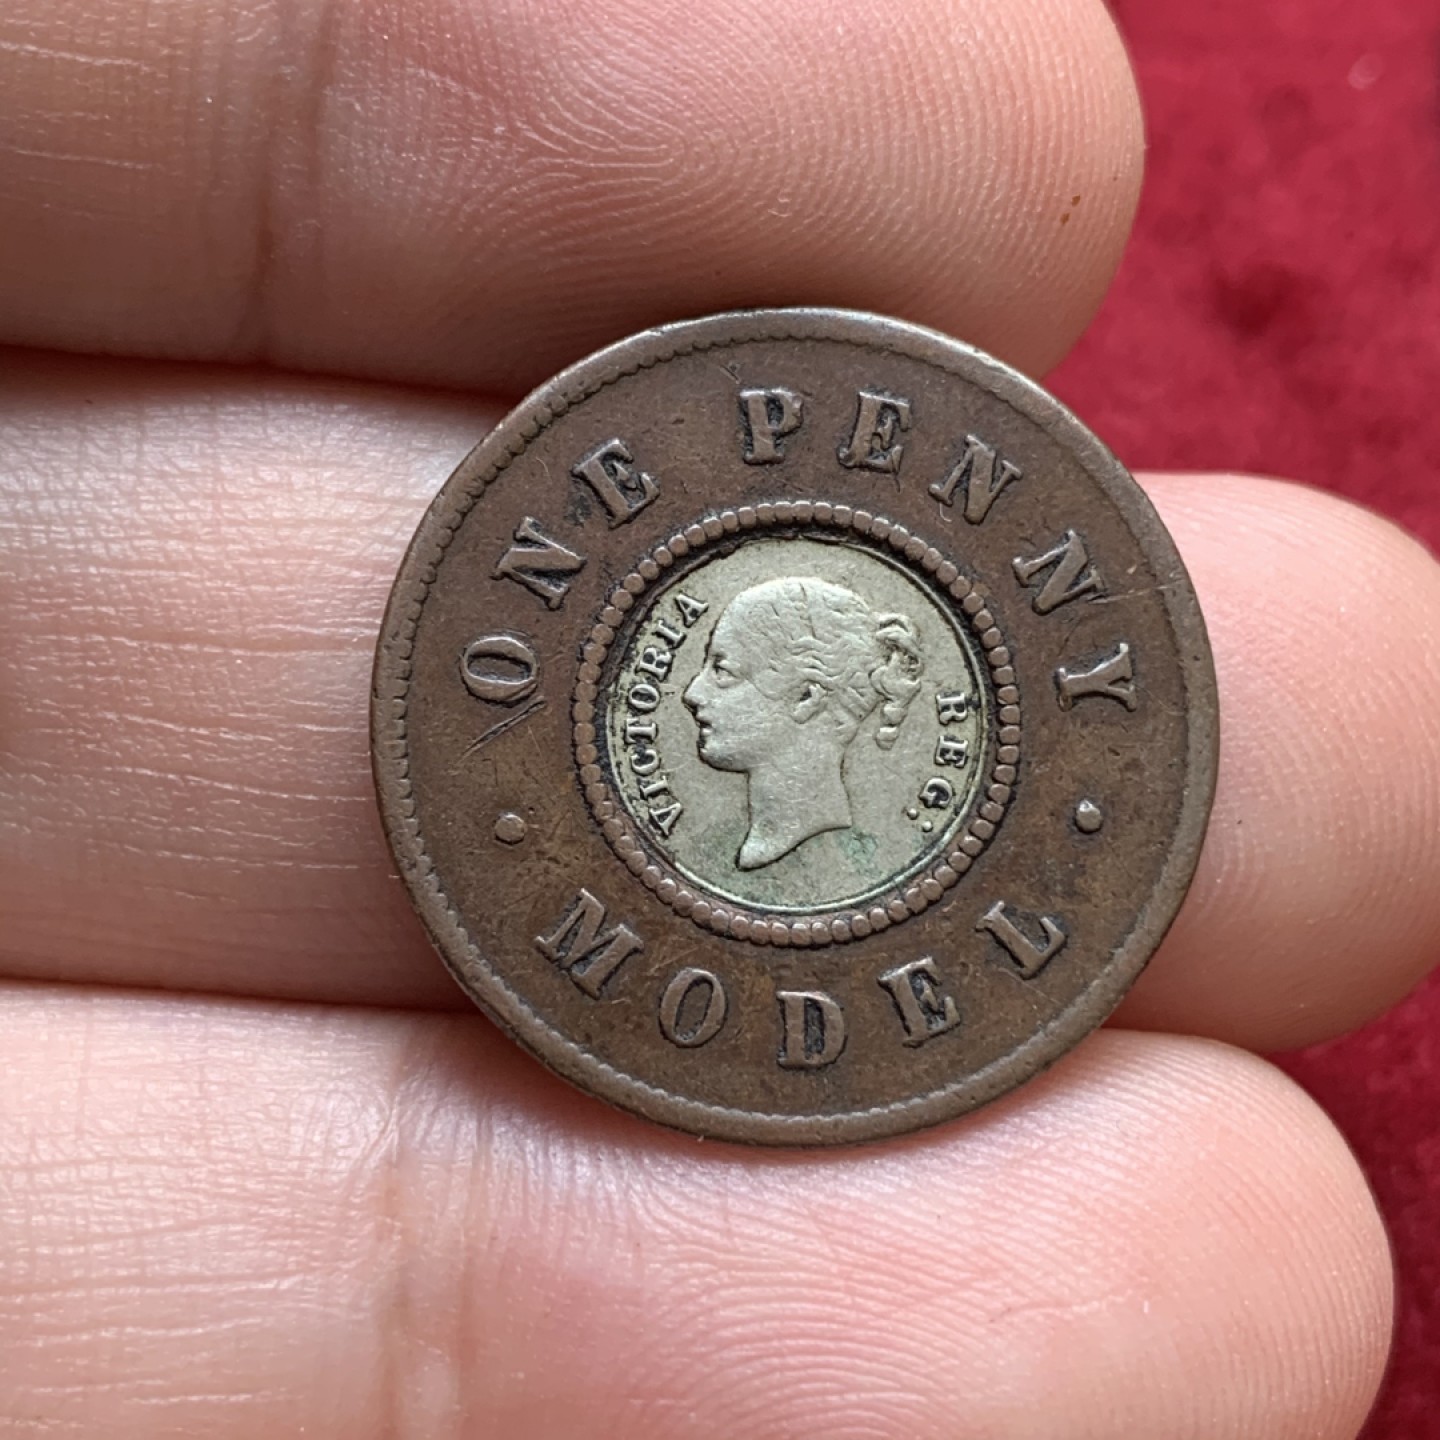 ONE PENNY
MODEL
VICTORIA REG: